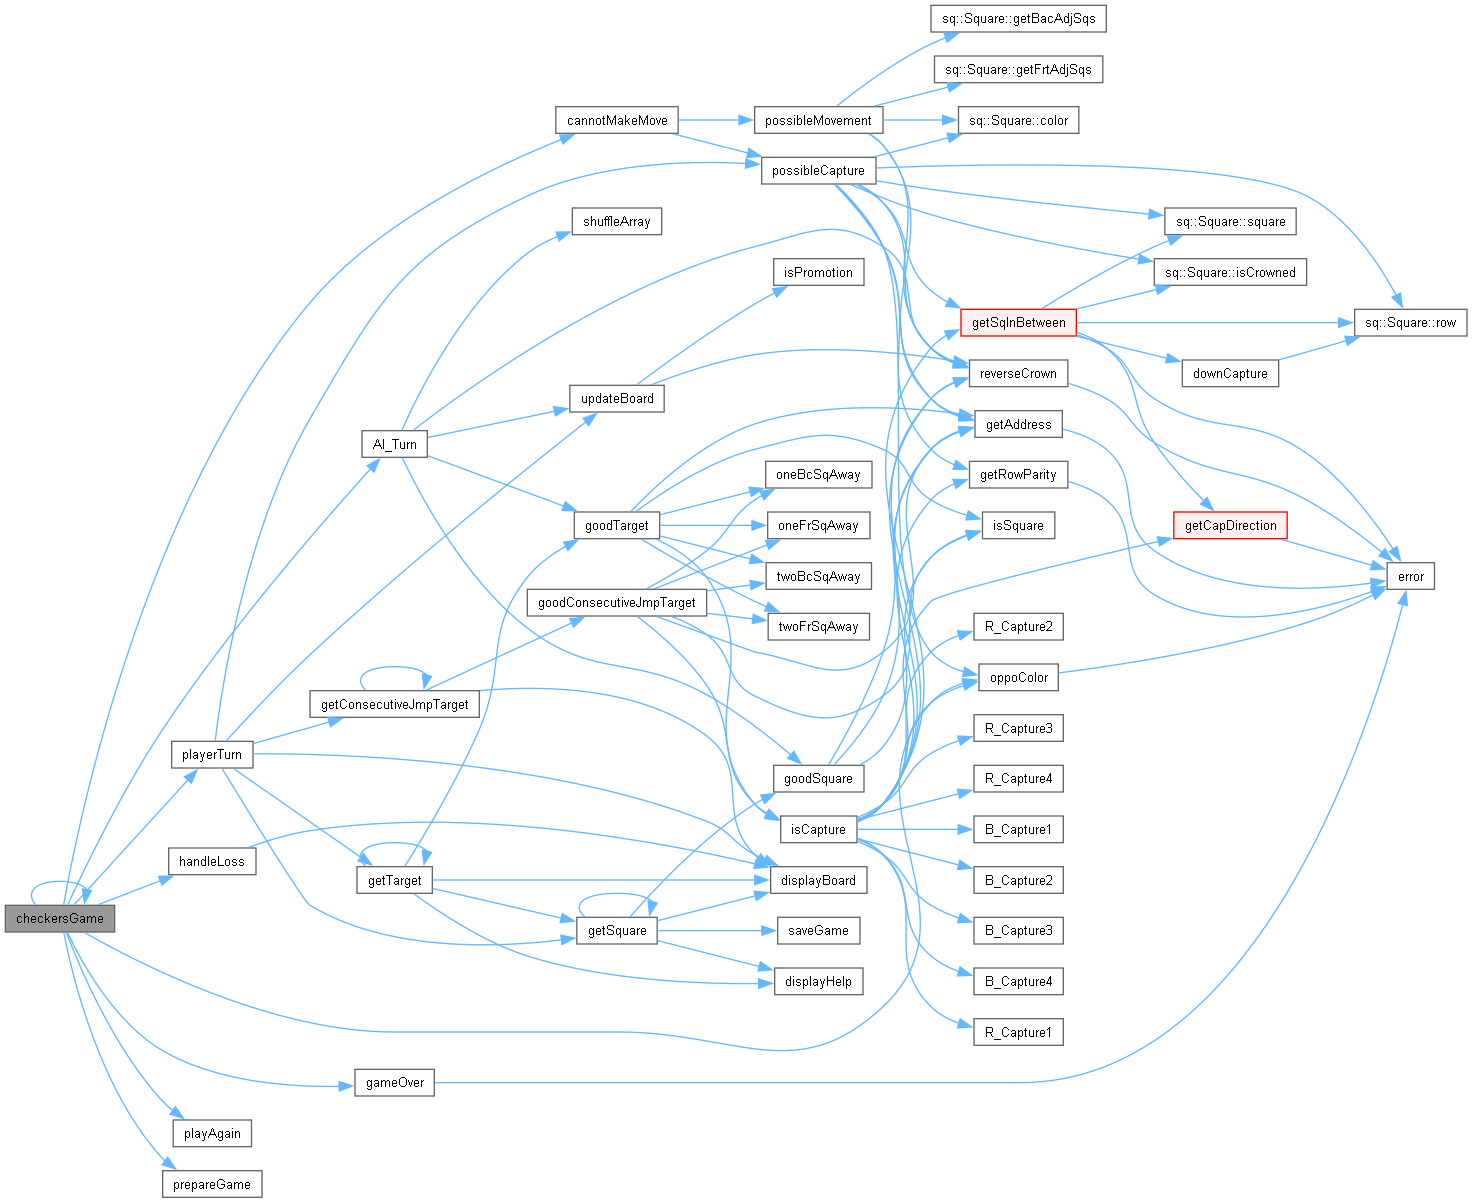 sq::Square::getBacAdjSqs
sq::Square::getFrtAdjSqs
cannotMakeMove
possibleMovement
sq::Square::color
possibleCapture
shuffleArray
sq::Square::square
isPromotion
sq::Square::isCrowned
getSqInBetween
sq::Square::row
reverseCrown
downCapture
updateBoard
getAddress
AI_Turn
oneBcSqAway
getRowParity
goodTarget
oneFrSqAway
isSquare
getCapDirection
twoBcSqAway
error
goodConsecutiveJmpTarget
twoFrSqAway
R_Capture2
oppoColor
getConsecutiveJmpTarget
R_Capture3
playerTurn
goodSquare
R_Capture4
isCapture
B_Capture1
handleLoss
getTarget
displayBoard
B_Capture2
checkersGame
getSquare
saveGame
B_Capture3
displayHelp
B_Capture4
R_Capture1
gameOver
playAgain
prepareGame